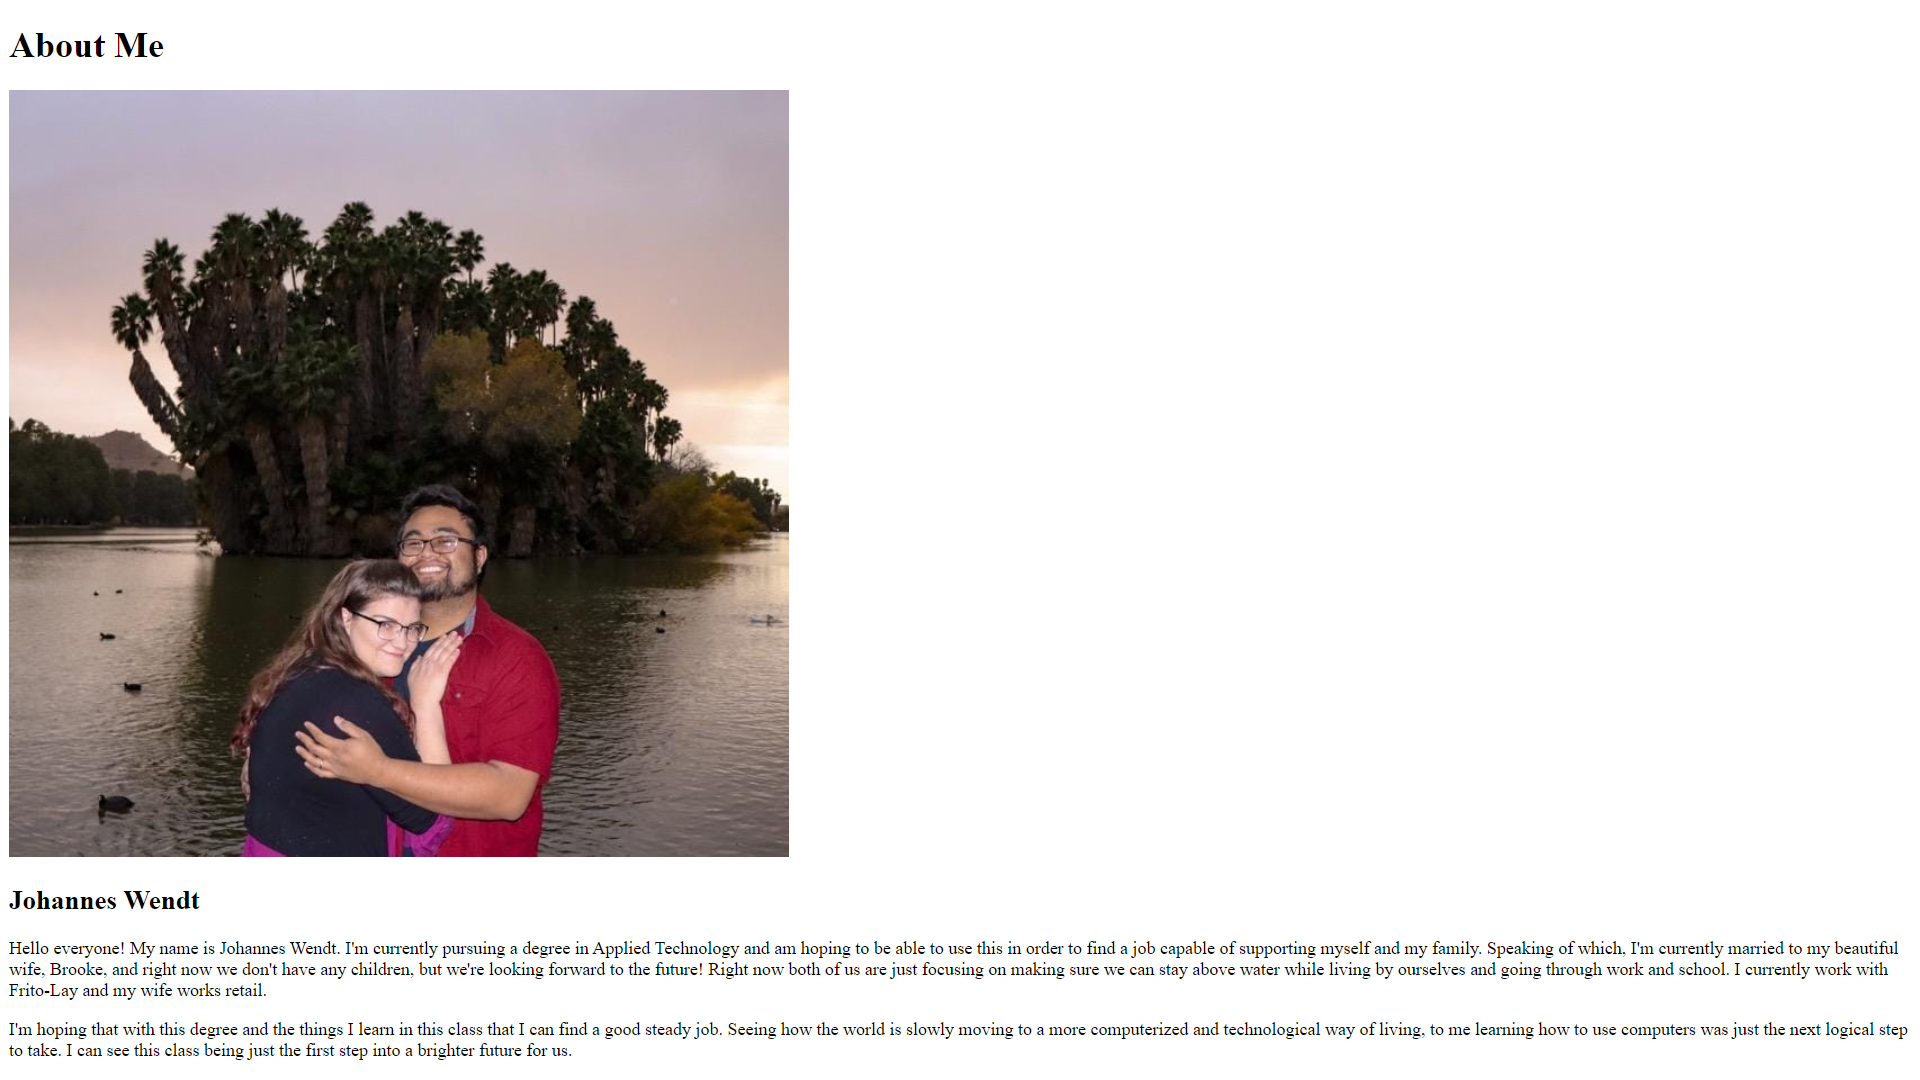 About Me
Johannes Wendt
Hello everyone! My name is Johannes Wendt. I'm currently pursuing a degree in Applied Technology and am hoping to be able to use this in order to find a job capable of supporting myself and my family. Speaking of which, I'm currently married to my beautiful
wife, Brooke, and right now we don't have any children, but we're looking forward to the future! Right now both of us are just focusing on making sure we can stay above water while living by ourselves and going through work and school. I currently work with
Frito-Lay and my wife works retail.
I'm hoping that with this degree and the things I learn in this class that I can find a good steady job. Seeing how the world is slowly moving to a more computerized and technological way of living, to me learning how to use computers was just the next logical step
to take. I can see this class being just the first step into a brighter future for us.